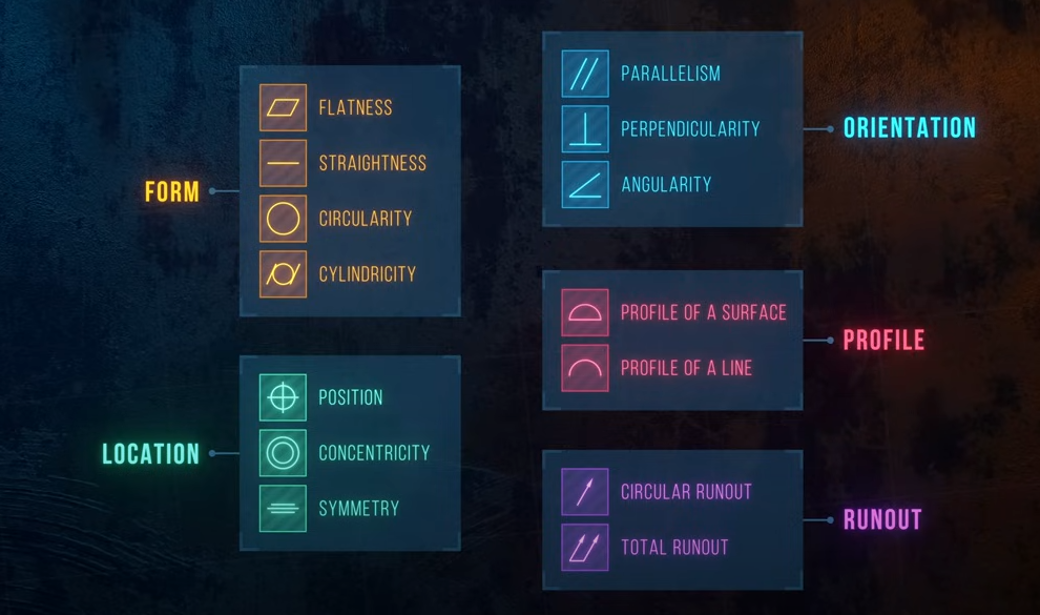 FORM
FLATNESS
STRAIGHTNESS
CIRCULARITY
CYLINDRICITY
LOCATION
POSITION
CONCENTRICITY
SYMMETRY
PARALLELISM
PERPENDICULARITY
ANGULARITY
ORIENTATION
PROFILE OF A SURFACE
PROFILE OF A LINE
PROFILE
CIRCULAR RUNOUT
TOTAL RUNOUT
RUNOUT